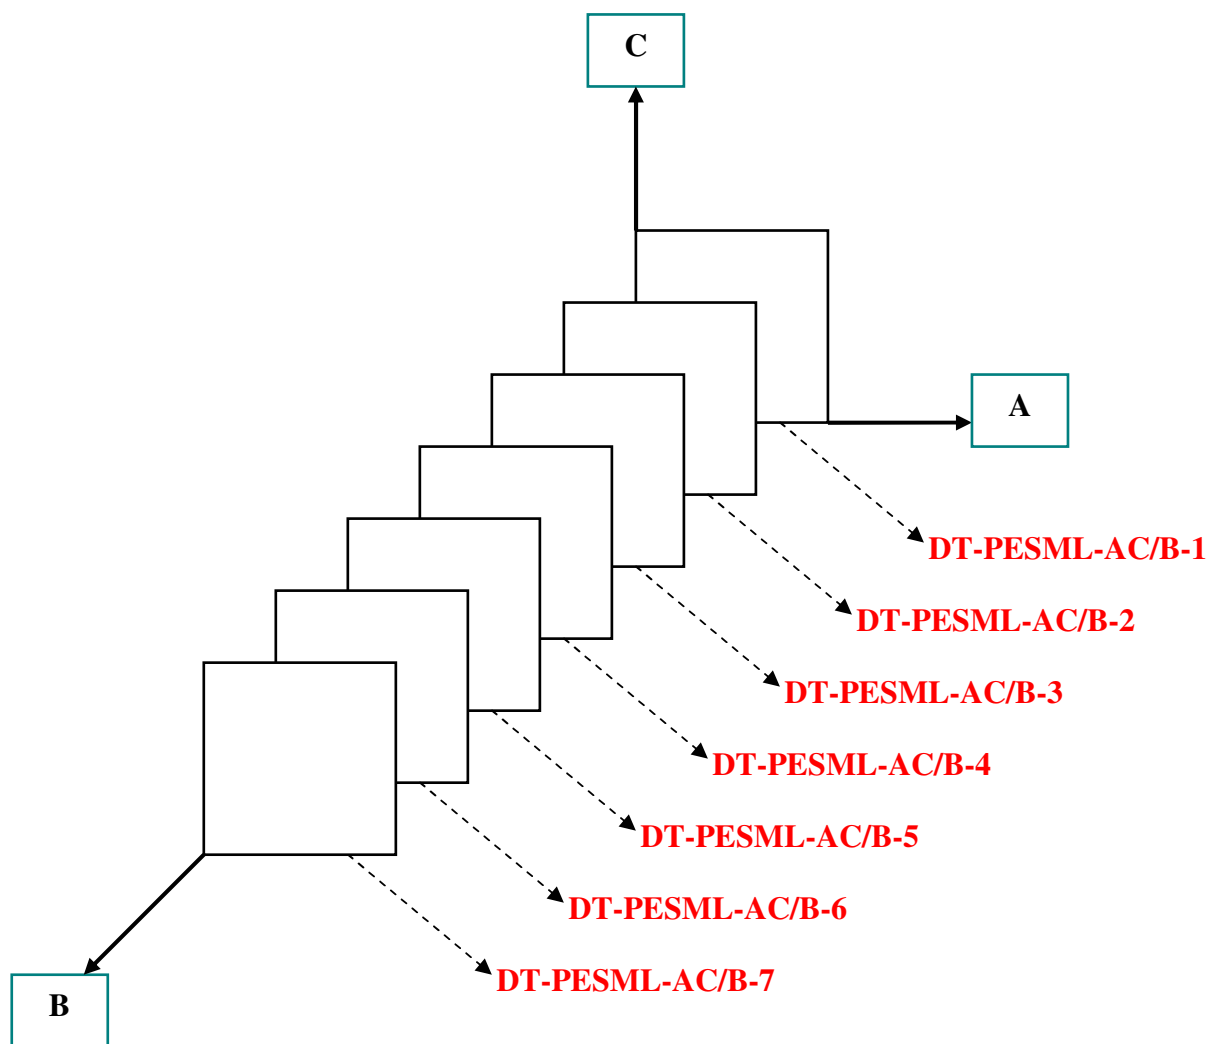 C
A
DT-PESML-AC/B-1
DT-PESML-AC/B-2
DT-PESML-AC/B-3
DT-PESML-AC/B-4
DT-PESML-AC/B-5
DT-PESML-AC/B-6
DT-PESML-AC/B-7
B